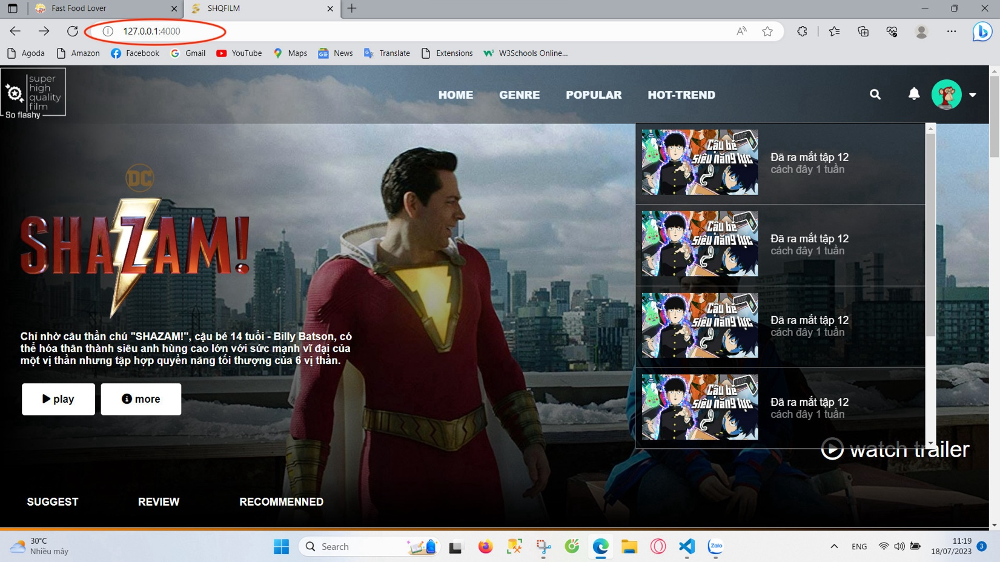 Fast Food Lover
SHQFILM
127.0.0.1:4000
Agoda
Amazon
Facebook
Gmail
YouTube
Maps
News
Translate
Extensions
W3Schools Online...
super
high
quality
film
So flashy
HOME
GENRE
POPULAR
HOT-TREND
Cậu bé
siêu năng lực
Đã ra mắt tập 12
cách đây 1 tuần
Cậu bé
siêu năng lực
Đã ra mắt tập 12
cách đây 1 tuần
Cậu bé
siêu năng lực
Đã ra mắt tập 12
cách đây 1 tuần
Cậu bé
siêu năng lực
Đã ra mắt tập 12
cách đây 1 tuần
DC
SHAZAM!
Chỉ nhờ câu thần chú "SHAZAM!", cậu bé 14 tuổi - Billy Batson, có
thể hóa thân thành siêu anh hùng cao lớn với sức mạnh vĩ đại của
một vị thần nhưng tập hợp quyền năng tối thượng của 6 vị thần.
play
more
watch trailer
SUGGEST
REVIEW
RECOMMENNED
30°C
Nhiều mây
Search
Zalo
ENG
11:19
18/07/2023
3